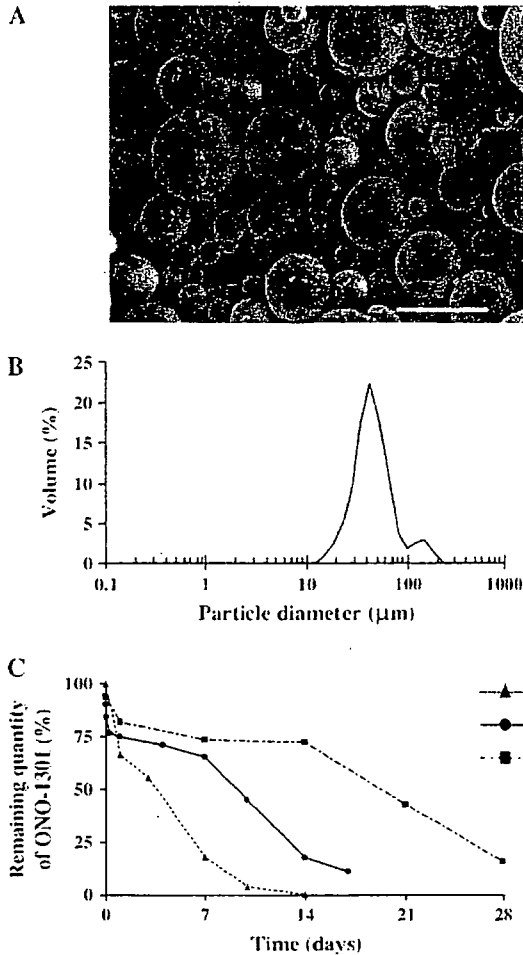 A
B
Volume (%)
25
20
15
10
5
0
0.1
1
10
100
1000
Particle diameter (μm)
C
Remaining quantity
of ONO-1301 (%)
100
75
50
25
0
0
7
14
21
28
Time (days)